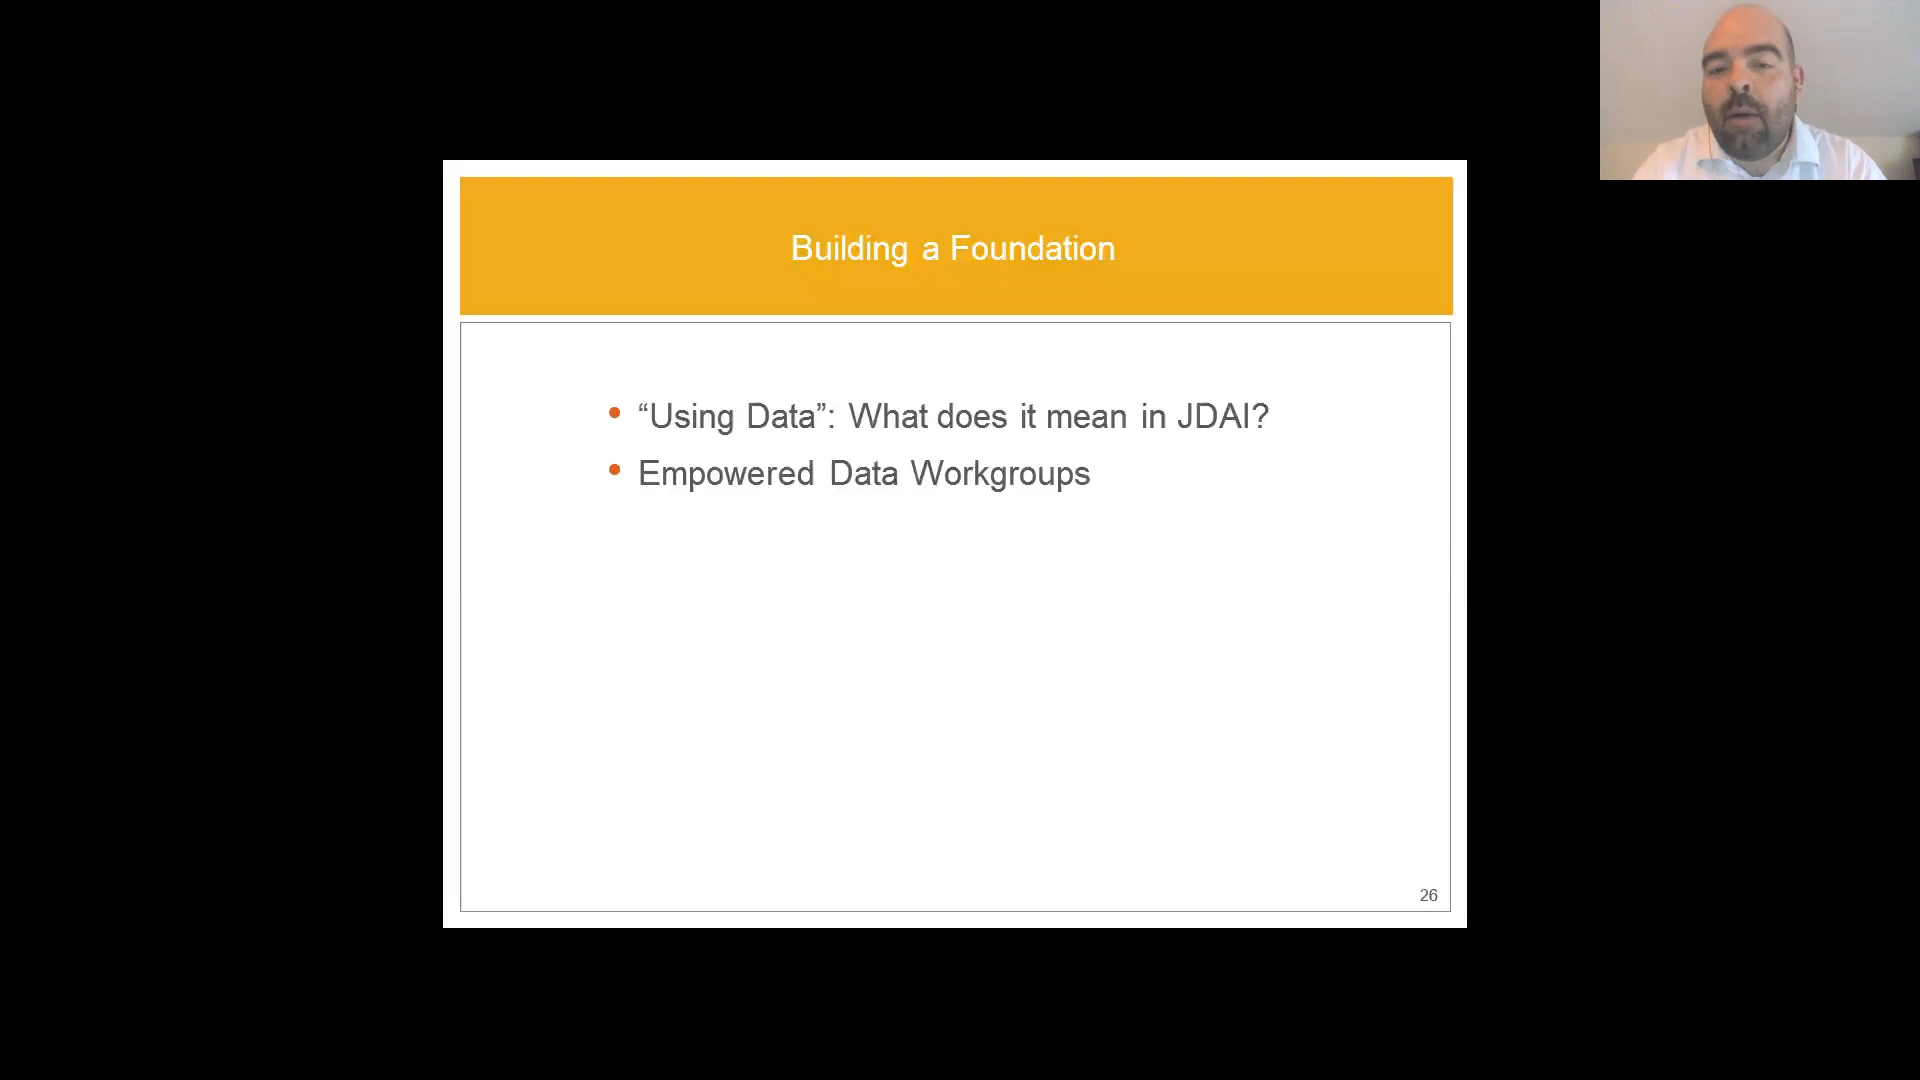 Building a Foundation
“Using Data”: What does it mean in JDAI?
Empowered Data Workgroups
26